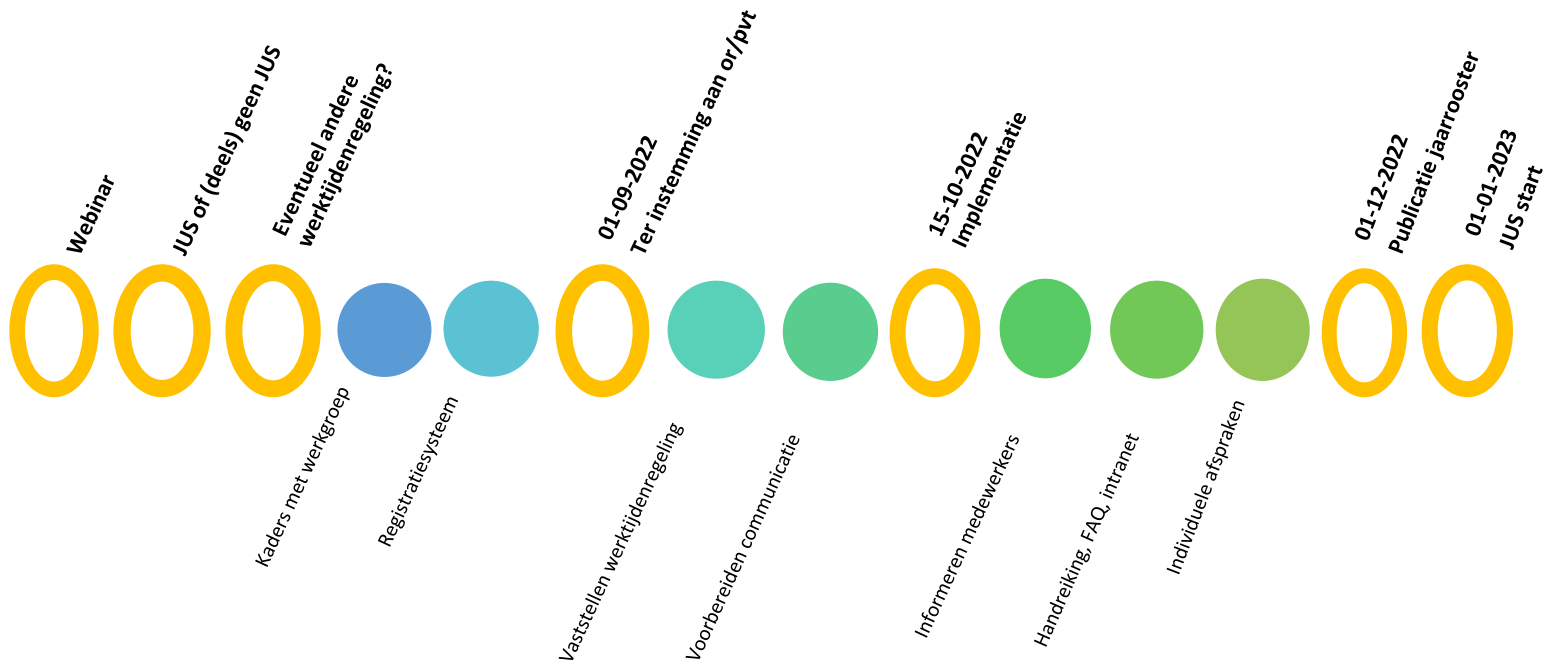 Webinar
JUS of (deels) geen JUS
Eventueel andere
werktijdenregeling?
Kaders met werkgroep
Registratiesysteem
01-09-2022
Ter instemming aan or/pvt
Vaststellen werktijdenregeling
Voorbereiden communicatie
15-10-2022
Implementatie
Informeren medewerkers
Handreiking, FAQ, intranet
Individuele afspraken
01-12-2022
Publicatie jaarrooster
01-01-2023
JUS start